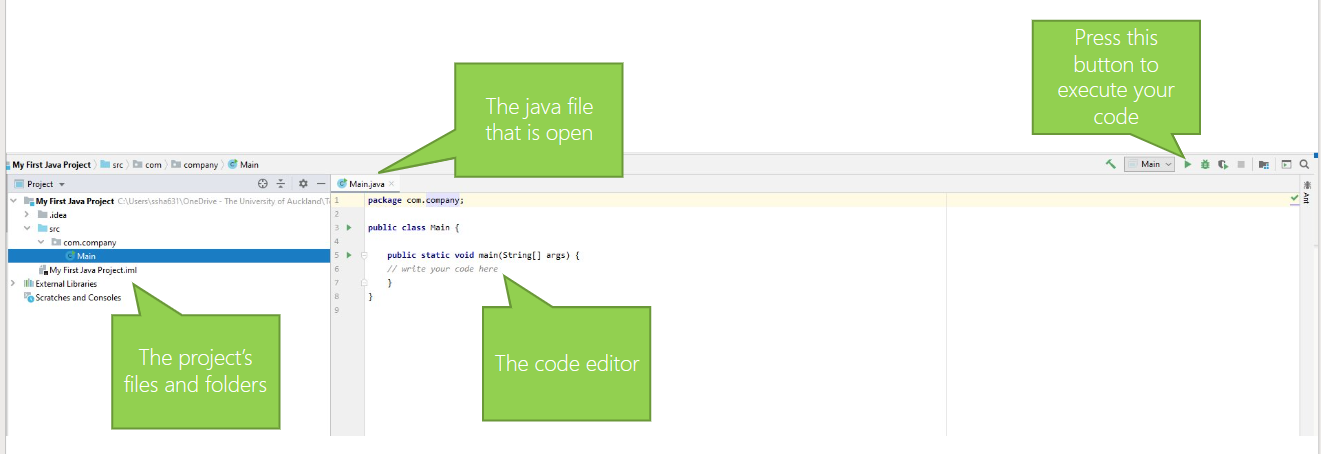 Press this
button to
execute your
code
The java file
that is open
My First Java Project src com company Main
Main
Project
Main.java
My First Java Project C:\Users\ssha631\OneDrive - The University of Auckland\T
.idea
src
com.company
Main
My First Java Project.iml
External Libraries
Scratches and Consoles
1 package com.company;
2
3 public class Main {
4
5 public static void main(String[] args) {
6 // write your code here
7 }
8 }
9
Ant
The project's
files and folders
The code editor